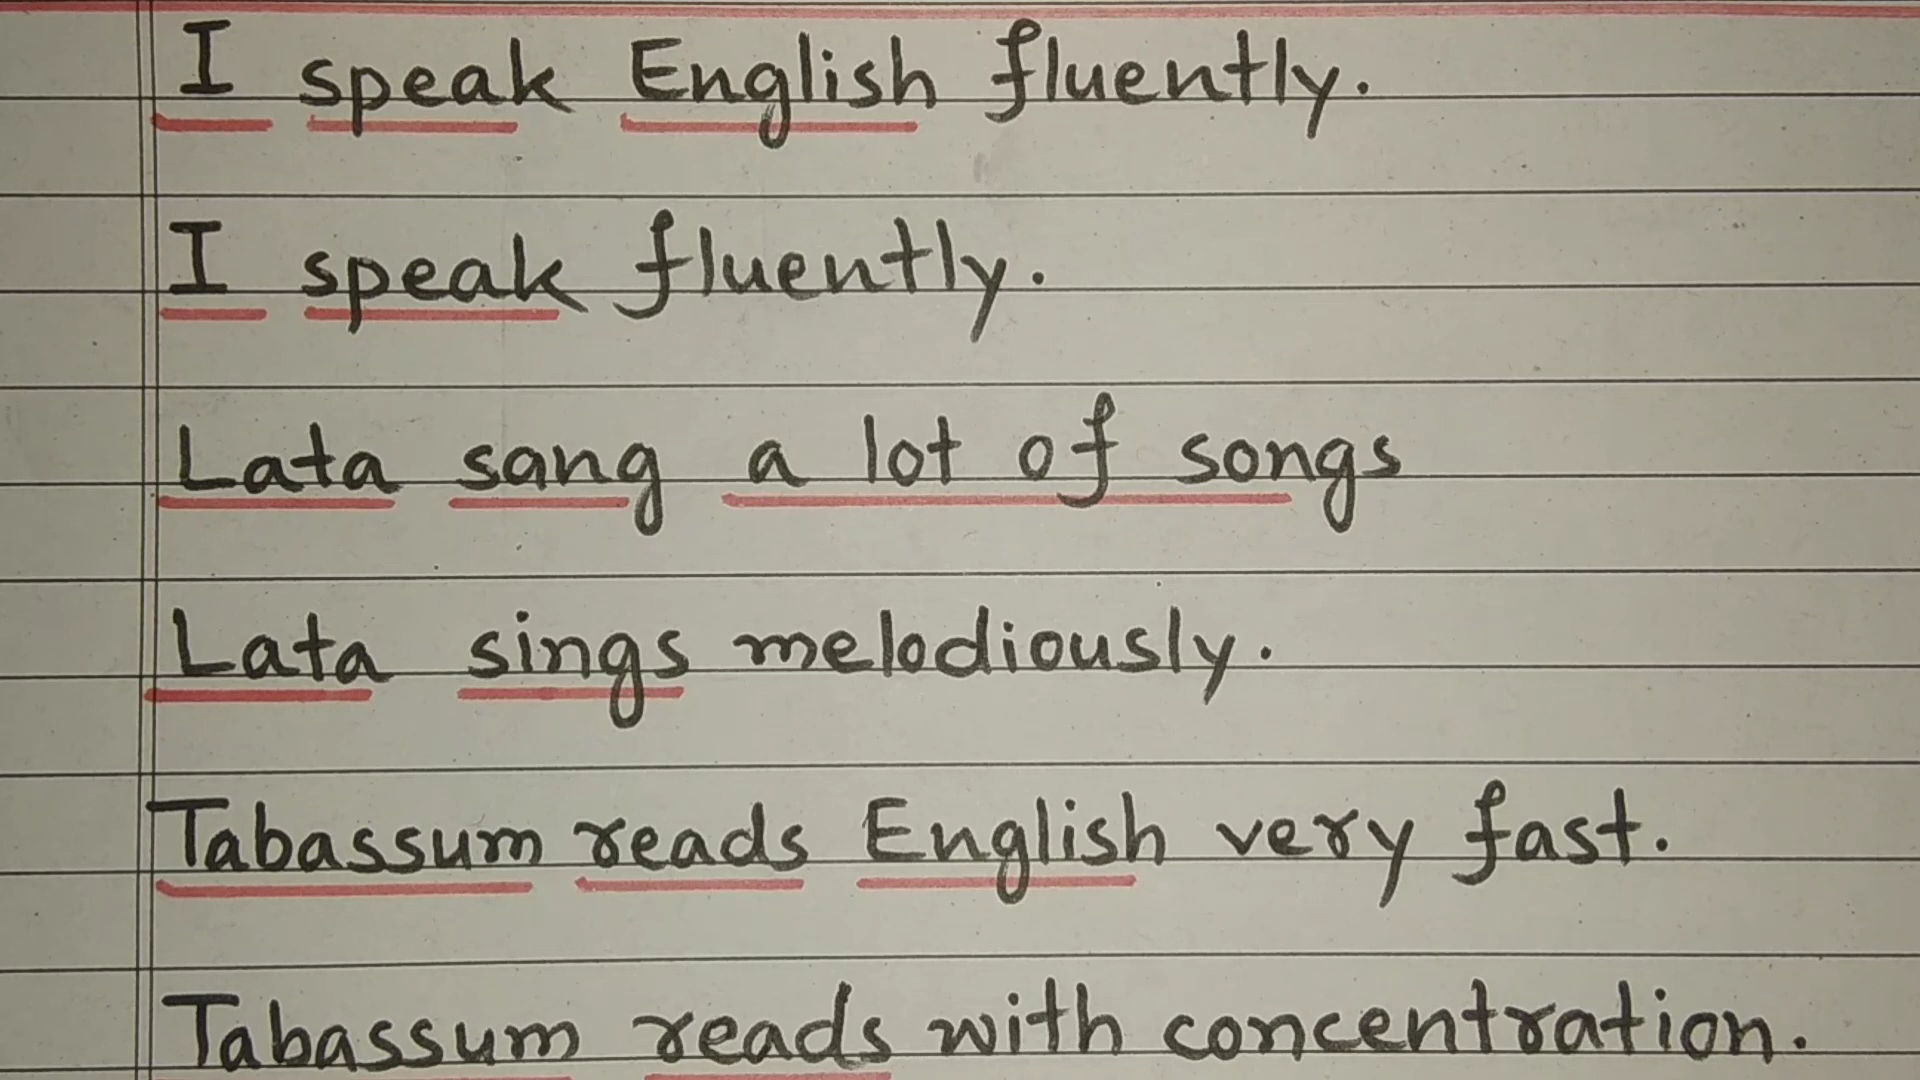 I speak English fluently.
I speak fluently.
Lata sang a lot of songs
Lata sings melodiously.
Tabassum reads English very fast.
Tabassum reads with concentration.